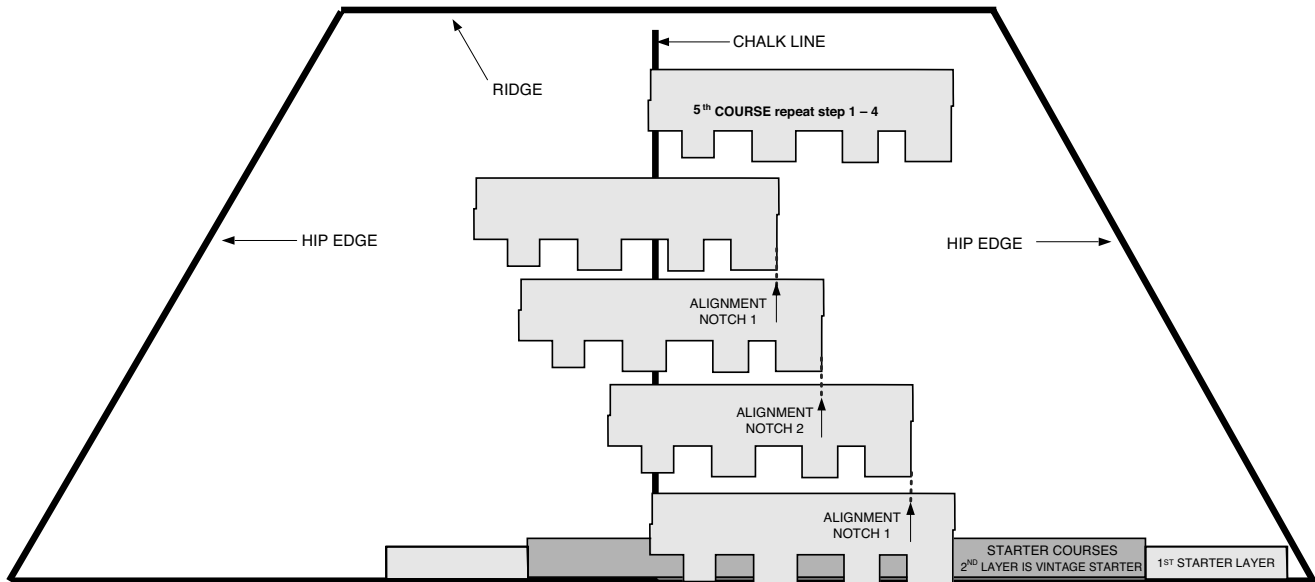 CHALK LINE
RIDGE
5th COURSE repeat step 1 – 4
HIP EDGE
HIP EDGE
ALIGNMENT
NOTCH 1
ALIGNMENT
NOTCH 2
ALIGNMENT
NOTCH 1
STARTER COURSES
2ND LAYER IS VINTAGE STARTER
1ST STARTER LAYER